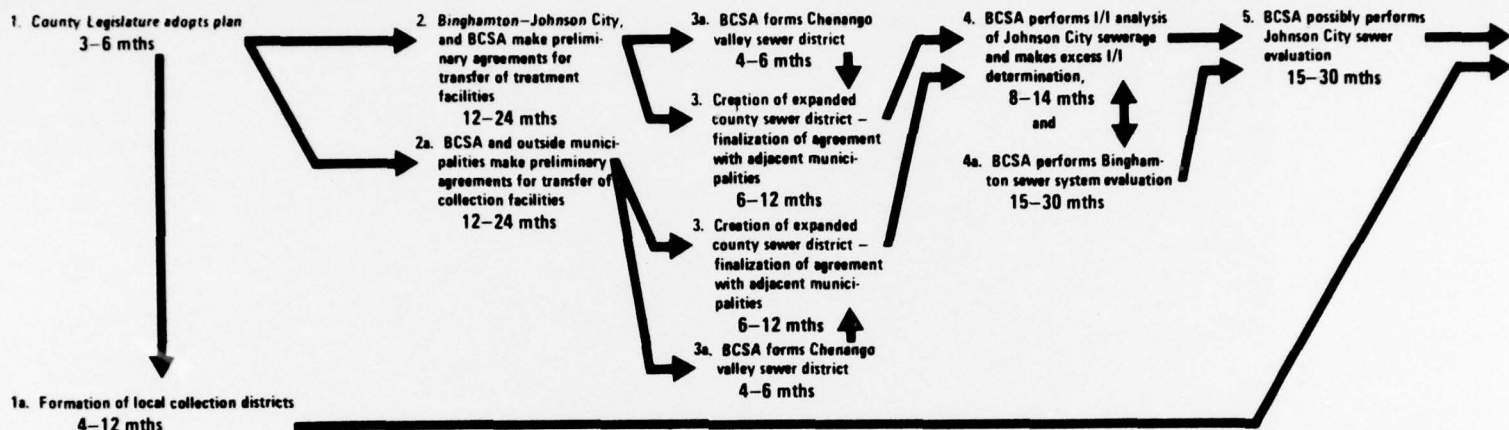 1. County Legislature adopts plan
3–6 mths
1a. Formation of local collection districts
4–12 mths
2. Binghamton–Johnson City,
and BCSA make prelimi-
nary agreements for
transfer of treatment
facilities
12–24 mths
2a. BCSA and outside munici-
palities make preliminary
agreements for transfer of
collection facilities
12–24 mths
3a. BCSA forms Chenango
valley sewer district
4–6 mths
3. Creation of expanded
county sewer district –
finalization of agreement
with adjacent munici-
palities
6–12 mths
3. Creation of expanded
county sewer district –
finalization of agreement
with adjacent munici-
palities
6–12 mths
3a. BCSA forms Chenango
valley sewer district
4–6 mths
4. BCSA performs I/I analysis
of Johnson City sewerage
and makes excess I/I
determination,
8–14 mths
and
4a. BCSA performs Bingham-
ton sewer system evaluation
15–30 mths
5. BCSA possibly performs
Johnson City sewer
evaluation
15–30 mths